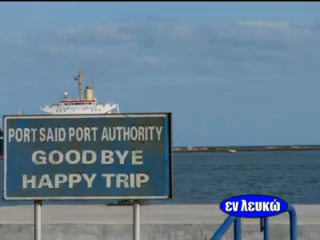 PORT SAID PORT AUTHORITY
GOOD BYE
HAPPY TRIP
εν λευκώ